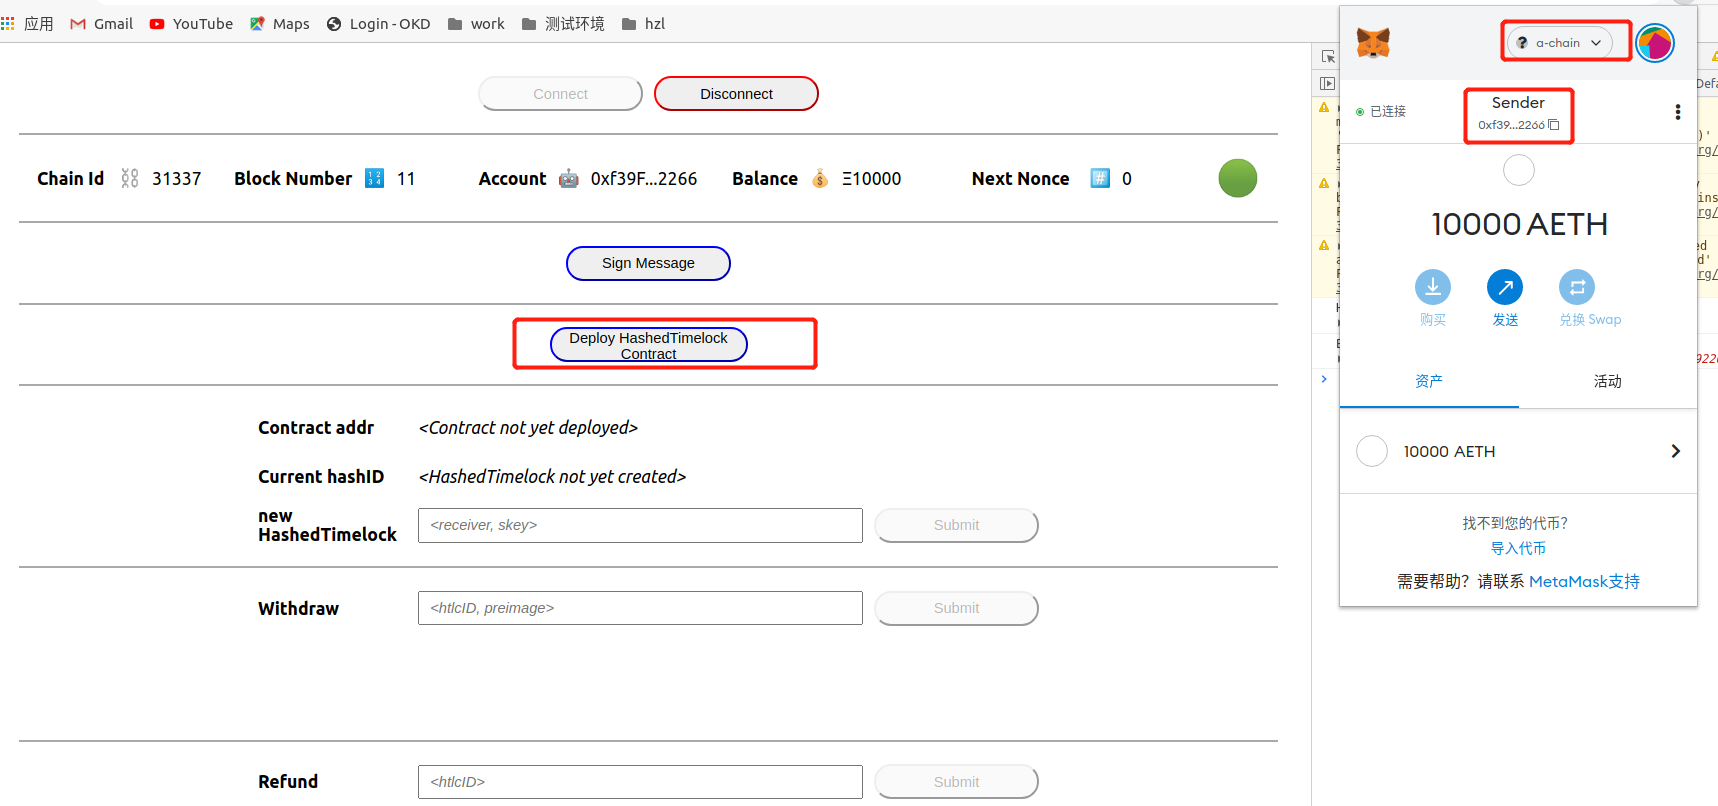 应用 Gmail YouTube Maps Login - OKD work 测试环境 hzl
Connect Disconnect
Chain Id 31337 Block Number 11 Account 0xf39F...2266 Balance Ξ10000 Next Nonce 0
Sign Message
Deploy HashedTimelock
Contract
Contract addr <Contract not yet deployed>
Current hashID <HashedTimelock not yet created>
new
HashedTimelock <receiver, skey> Submit
Withdraw <htlcID, preimage> Submit
Refund <htlcID> Submit
a-chain
已连接
Sender
0xf39...2266
10000 AETH
购买 发送 兑换 Swap
资产 活动
10000 AETH
找不到您的代币?
导入代币
需要帮助? 请联系 MetaMask支持